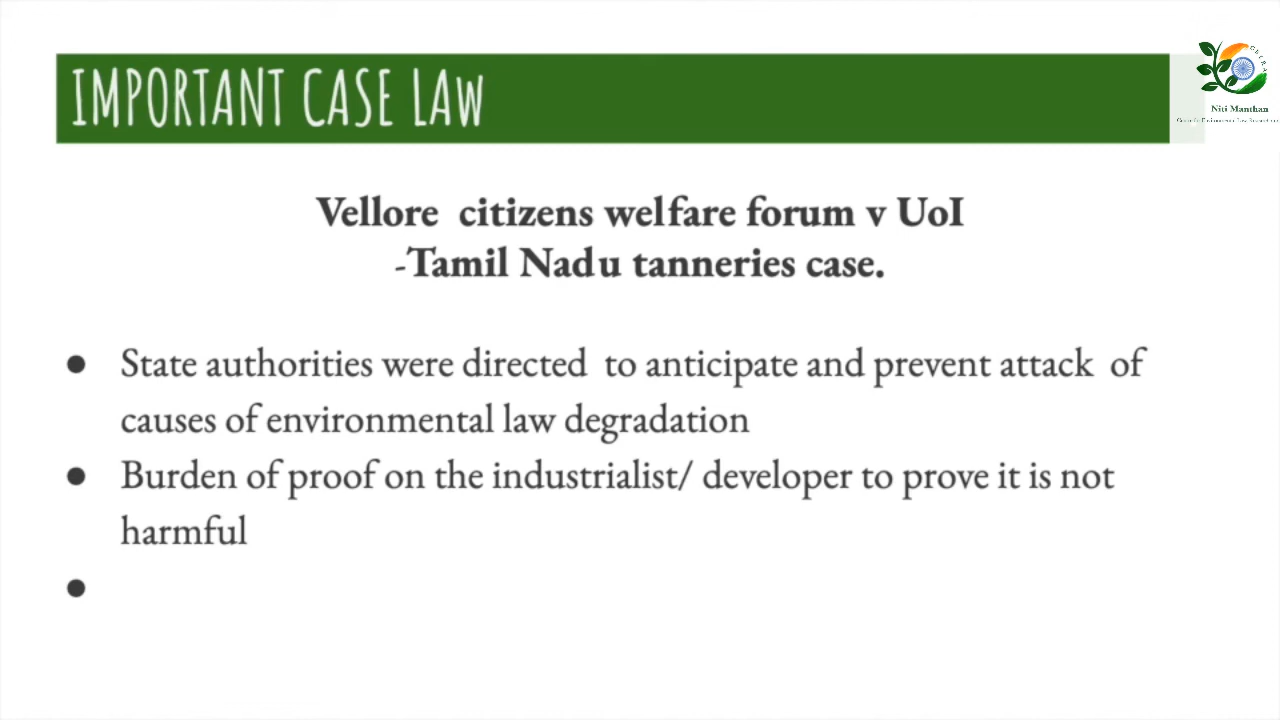 IMPORTANT CASE LAW
Niti Manthan
Vellore citizens welfare forum v UoI
-Tamil Nadu tanneries case.
● State authorities were directed to anticipate and prevent attack of
causes of environmental law degradation
● Burden of proof on the industrialist/ developer to prove it is not
harmful
●